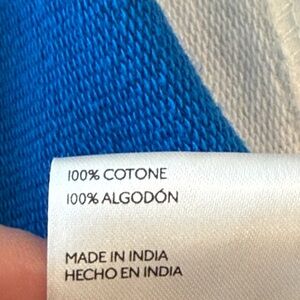 100% COTONE
100% ALGODÓN
MADE IN INDIA
HECHO EN INDIA